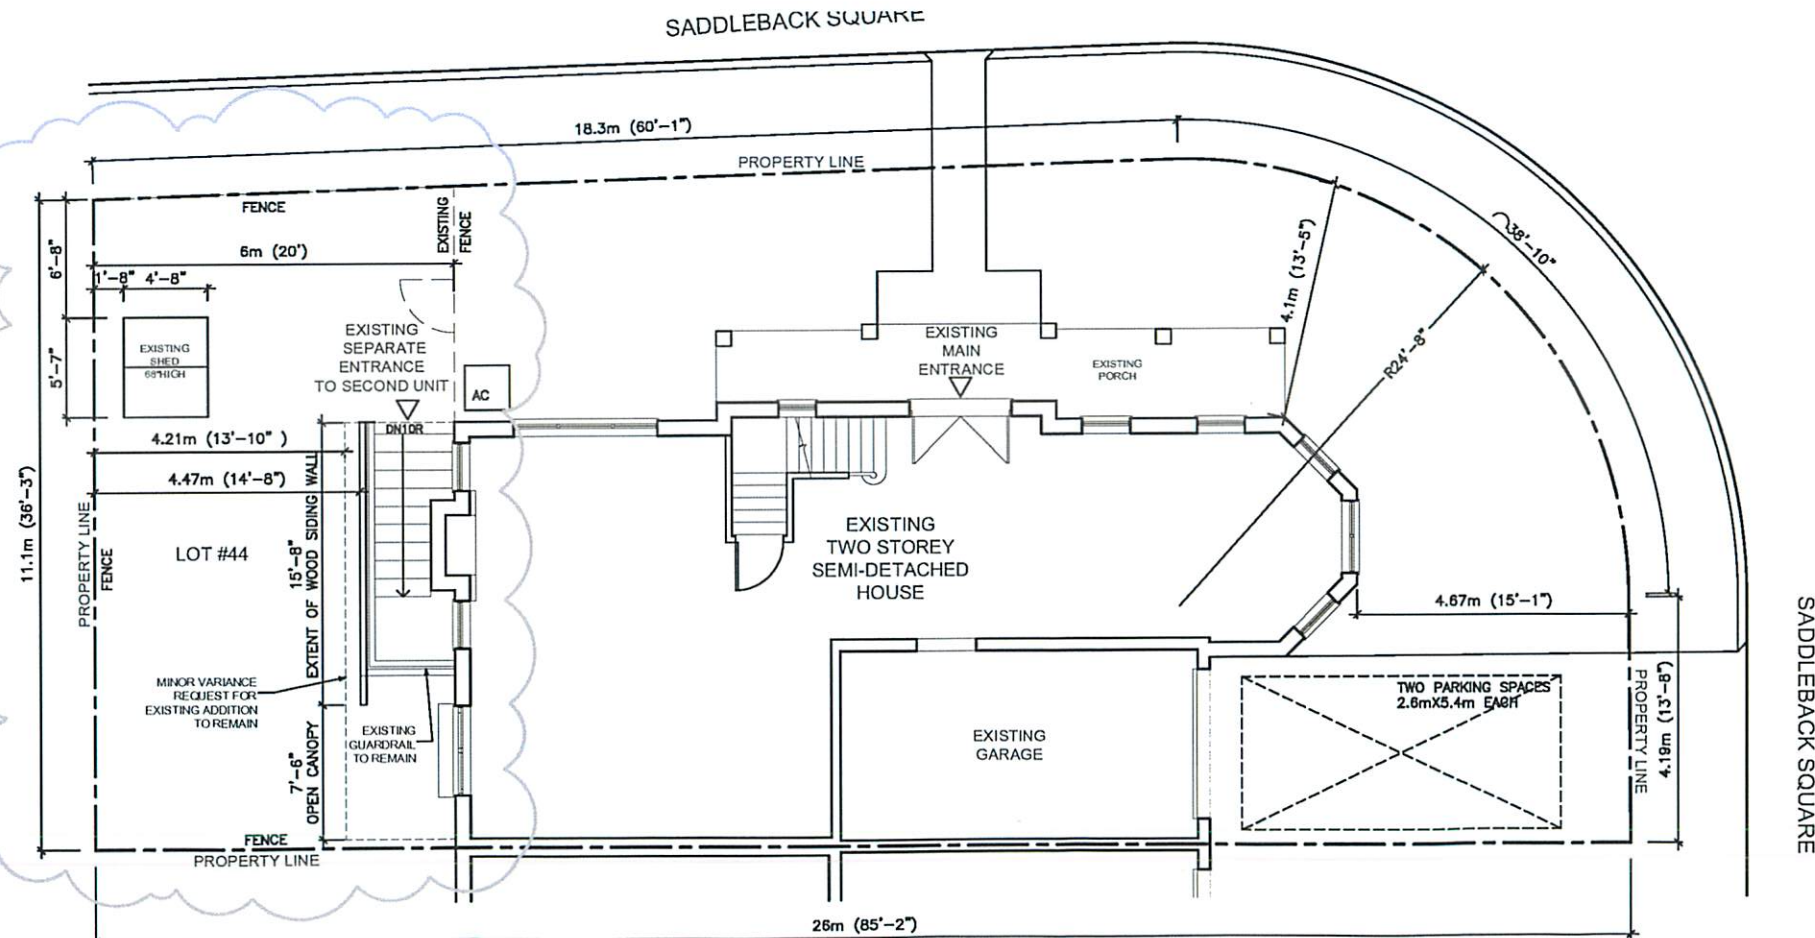 SADDLEBACK SQUARE
18.3m (60'-1")
PROPERTY LINE
FENCE
EXISTING
FENCE
6m (20')
6'-8"
1'-8" 4'-8"
38'-10"
4.1m (13'-5")
R24'-8"
EXISTING
SHED
68"HIGH
5'-7"
EXISTING
SEPARATE
ENTRANCE
TO SECOND UNIT
AC
EXISTING
MAIN
ENTRANCE
EXISTING
PORCH
DN10R
4.21m (13'-10" )
4.47m (14'-8")
11.1m (36'-3")
PROPERTY LINE
FENCE
LOT #44
15'-8"
EXTENT OF WOOD SIDING WALL
EXISTING
TWO STOREY
SEMI-DETACHED
HOUSE
4.67m (15'-1")
SADDLEBACK SQUARE
MINOR VARIANCE
REQUEST FOR
EXISTING ADDITION
TO REMAIN
EXISTING
GUARDRAIL
TO REMAIN
7'-6"
OPEN CANOPY
EXISTING
GARAGE
TWO PARKING SPACES
2.6mX5.4m EACH
PROPERTY LINE
4.19m (13'-8")
FENCE
PROPERTY LINE
26m (85'-2")